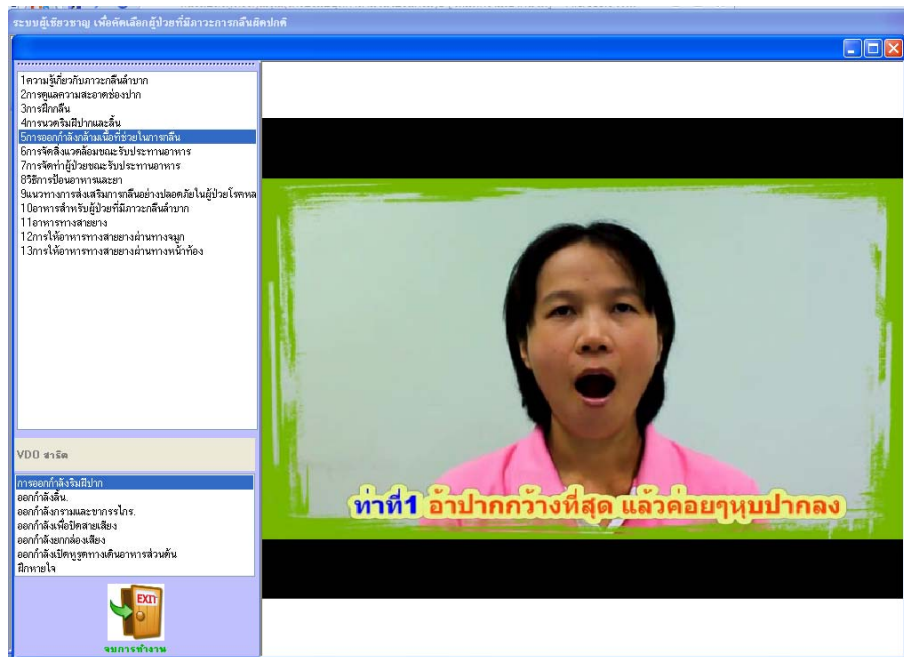 ระบบผู้เชี่ยวชาญ เพื่อคัดเลือกผู้ป่วยที่มีภาวะการกลืนผิดปกติ
1ความรู้เกี่ยวกับภาวะกลืนลำบาก
2การดูแลความสะอาดช่องปาก
3การฝึกกลืน
4การนวดริมฝีปากและลิ้น
5การออกกำลังกล้ามเนื้อที่ช่วยในการกลืน
6การจัดสิ่งแวดล้อมขณะรับประทานอาหาร
7การจัดท่าผู้ป่วยขณะรับประทานอาหาร
8วิธีการป้อนอาหารและยา
9แนวทางการส่งเสริมการกลืนอย่างปลอดภัยในผู้ป่วยโรคหล
10อาหารสำหรับผู้ป่วยที่มีภาวะกลืนลำบาก
11อาหารทางสายยาง
12การให้อาหารทางสายยางผ่านทางจมูก
13การให้อาหารทางสายยางผ่านทางหน้าท้อง
VDO สาธิต
การออกกำลังริมฝีปาก
ออกกำลังลิ้น.
ออกกำลังกรามและขากรรไกร.
ออกกำลังเพื่อปิดสายเสียง
ออกกำลังยกกล่องเสียง
ออกกำลังเปิดหูรูดทางเดินอาหารส่วนต้น
ฝึกหายใจ
EXIT
จบการทำงาน
ท่าที่1 อ้าปากกว้างที่สุด แล้วค่อยๆหุบปากลง